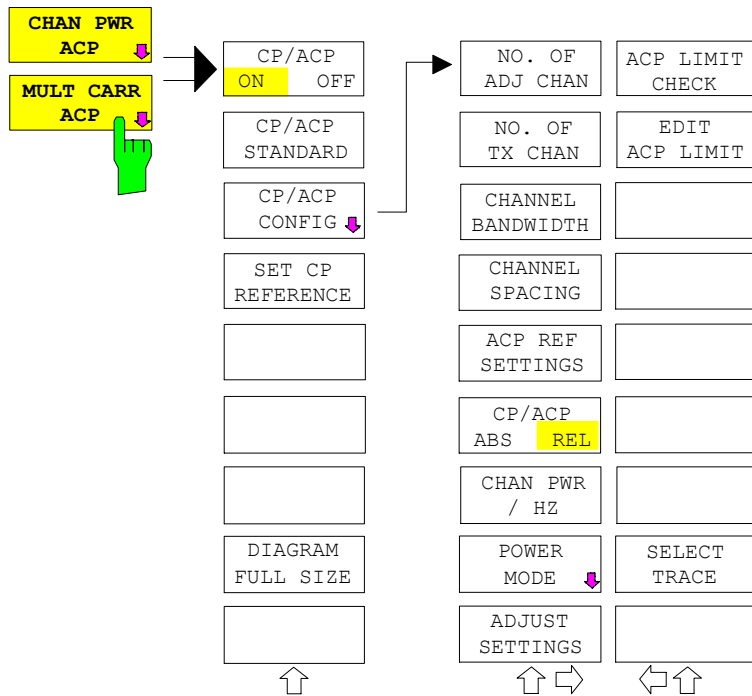 CHAN PWR
ACP
MULT CARR
ACP
CP/ACP
ON OFF
CP/ACP
STANDARD
CP/ACP
CONFIG
SET CP
REFERENCE
DIAGRAM
FULL SIZE
NO. OF
ADJ CHAN
NO. OF
TX CHAN
CHANNEL
BANDWIDTH
CHANNEL
SPACING
ACP REF
SETTINGS
CP/ACP
ABS REL
CHAN PWR
/ HZ
POWER
MODE
ADJUST
SETTINGS
ACP LIMIT
CHECK
EDIT
ACP LIMIT
SELECT
TRACE